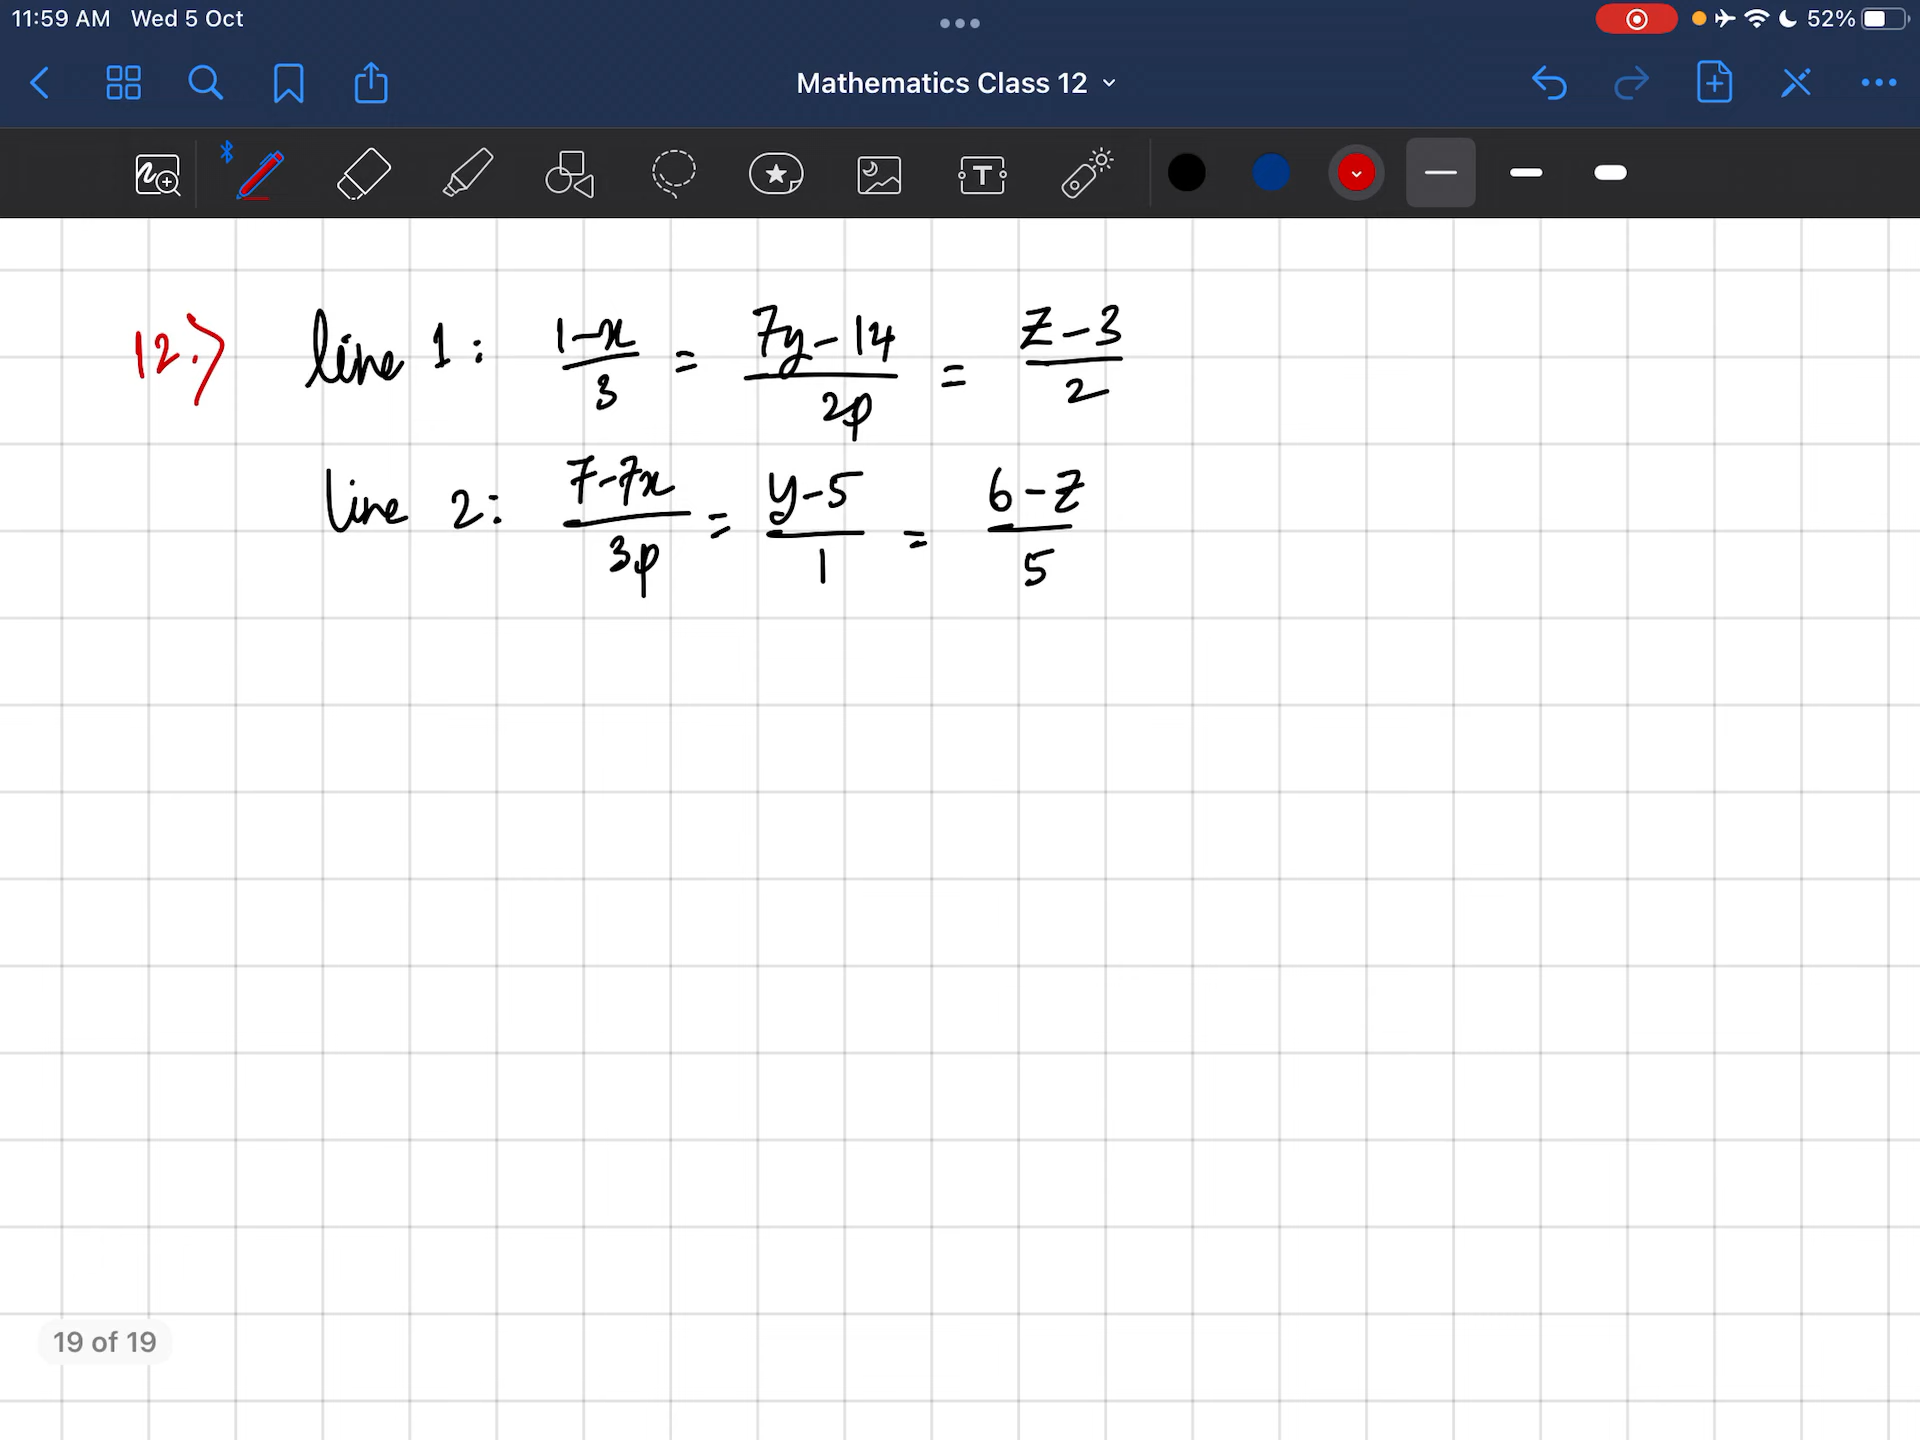 11:59 AM Wed 5 Oct
52%
Mathematics Class 12
T
12.) line 1: (1-x)/3 = (7y-14)/2p = (z-3)/2
line 2: (7-7x)/3p = (y-5)/1 = (6-z)/5
19 of 19